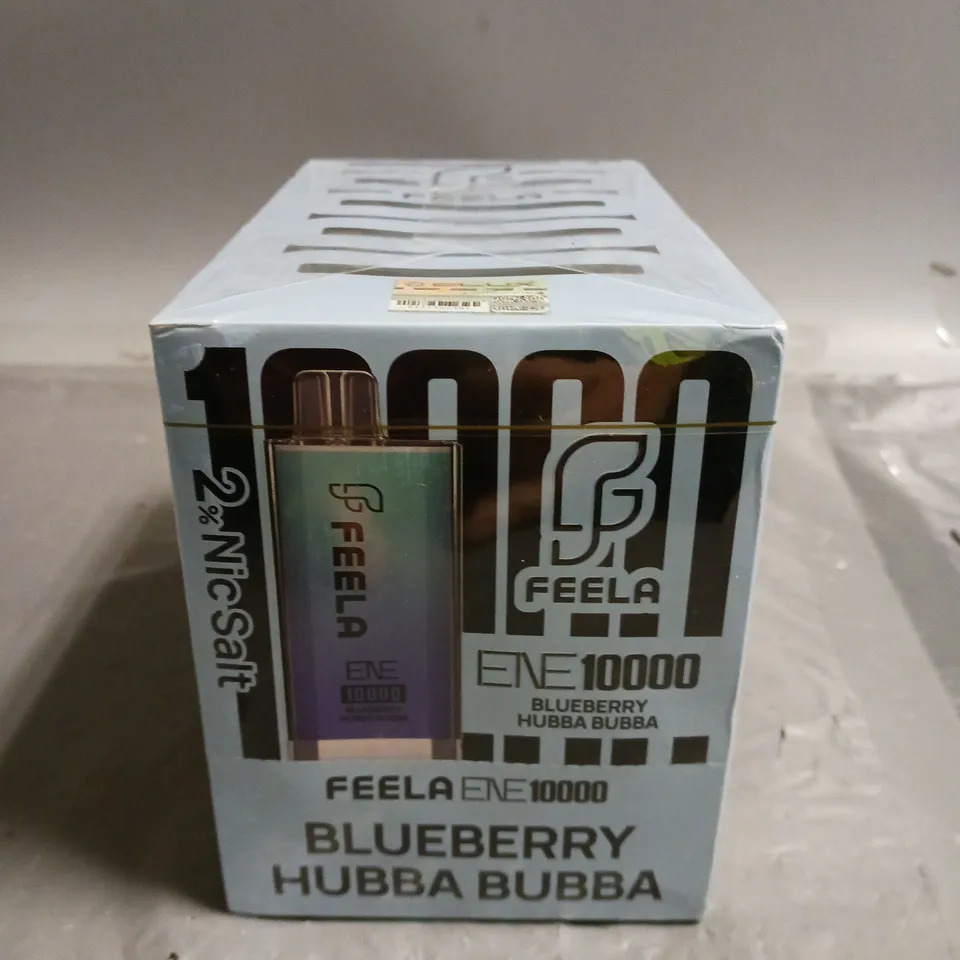 FEELA
10000
2% Nic Salt
FEELA
ENE
10000
BLUEBERRY
HUBBA BUBBA
FEELA
ENE 10000
BLUEBERRY
HUBBA BUBBA
FEELA ENE 10000
BLUEBERRY
HUBBA BUBBA